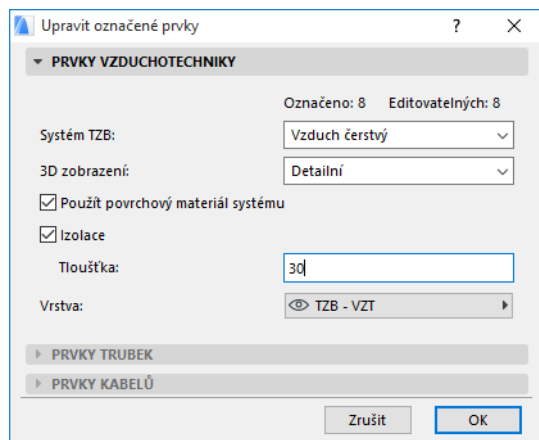 Upravit označené prvky ?
PRVKY VZDUCHOTECHNIKY
Označeno: 8 Editovatelných: 8
Systém TZB: Vzduch čerstvý
3D zobrazení: Detailní
Použít povrchový materiál systému
Izolace
Tloušťka: 30
Vrstva: TZB - VZT
PRVKY TRUBEK
PRVKY KABELŮ
Zrušit OK